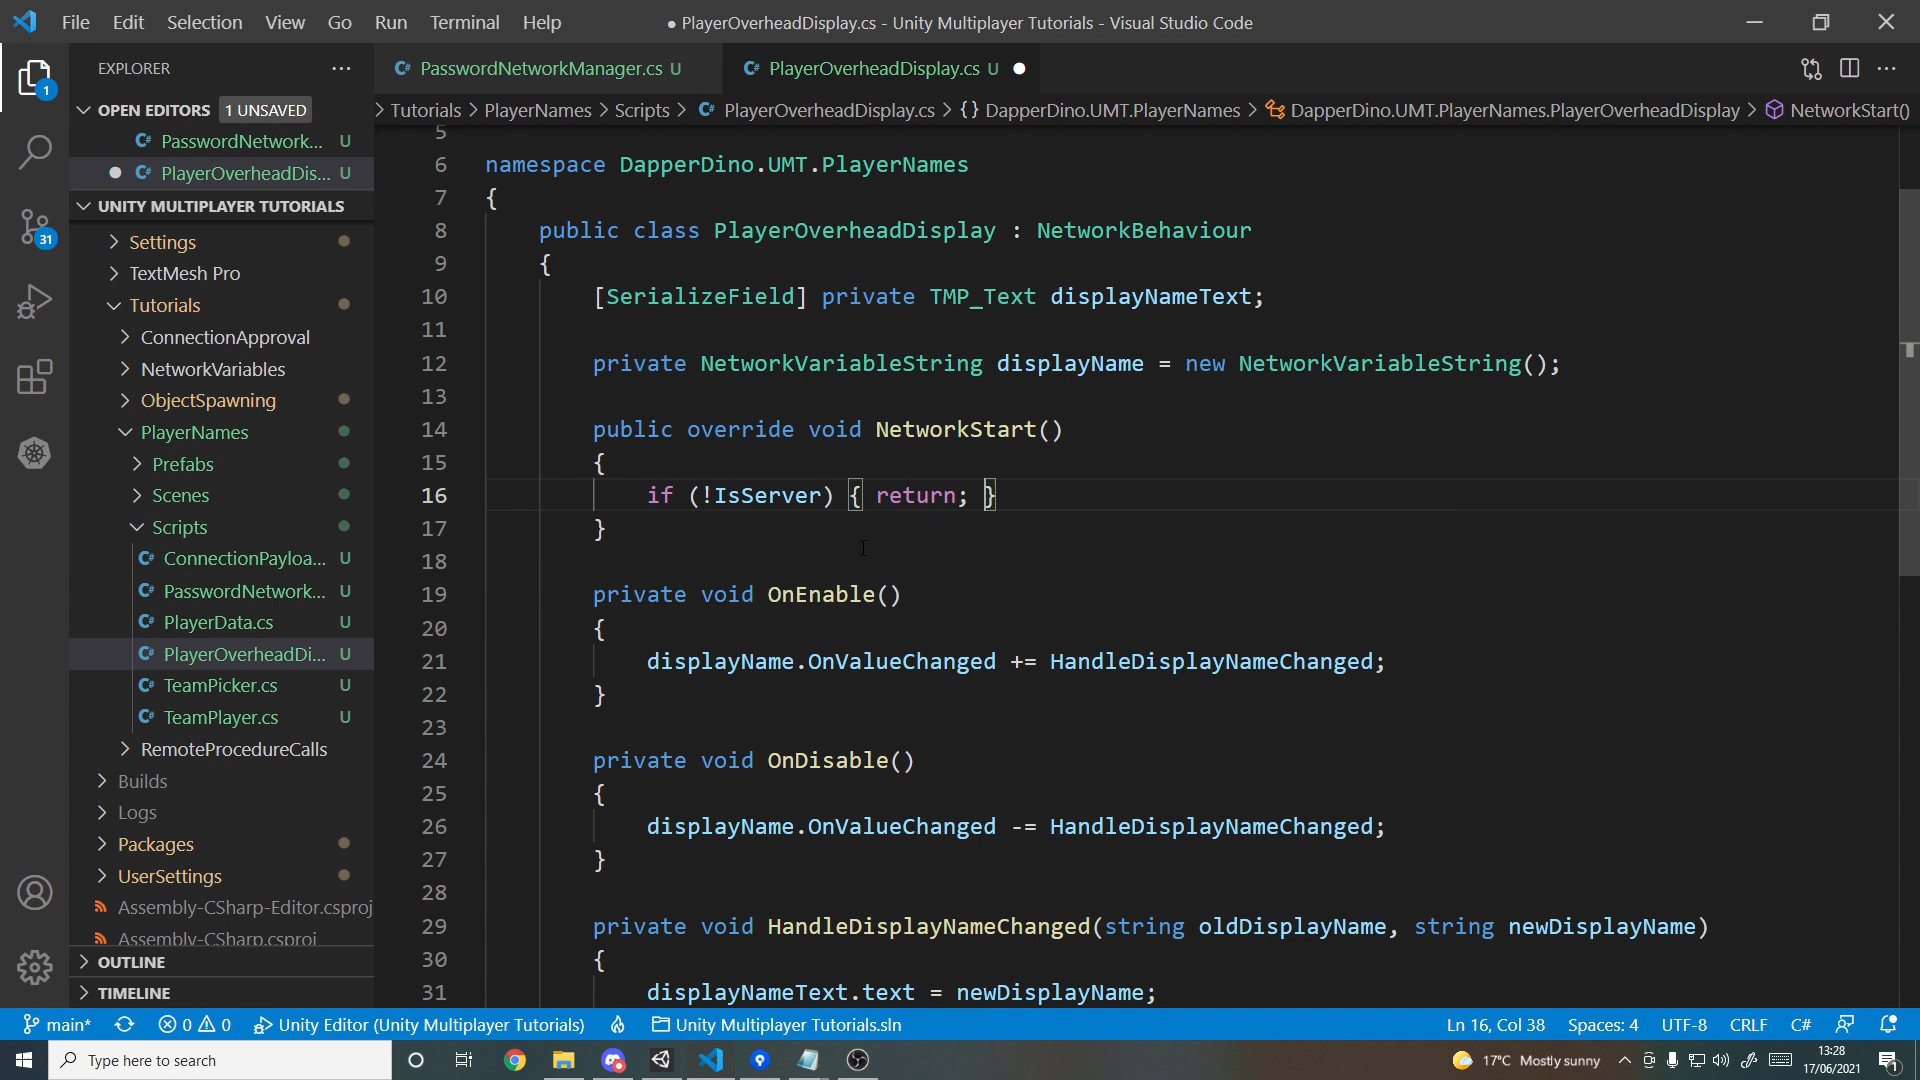 File Edit Selection View Go Run Terminal Help
● PlayerOverheadDisplay.cs - Unity Multiplayer Tutorials - Visual Studio Code
EXPLORER
PasswordNetworkManager.cs U
PlayerOverheadDisplay.cs U
OPEN EDITORS 1 UNSAVED
Tutorials > PlayerNames > Scripts > PlayerOverheadDisplay.cs > {} DapperDino.UMT.PlayerNames > DapperDino.UMT.PlayerNames.PlayerOverheadDisplay > NetworkStart()
PasswordNetwork... U
PlayerOverheadDis... U
UNITY MULTIPLAYER TUTORIALS
Settings
TextMesh Pro
Tutorials
ConnectionApproval
NetworkVariables
ObjectSpawning
PlayerNames
Prefabs
Scenes
Scripts
ConnectionPayloa... U
PasswordNetwork... U
PlayerData.cs U
PlayerOverheadDi... U
TeamPicker.cs U
TeamPlayer.cs U
RemoteProcedureCalls
Builds
Logs
Packages
UserSettings
Assembly-CSharp-Editor.csproj
Assembly-CSharp.csproj
OUTLINE
TIMELINE
1
31
5
6 namespace DapperDino.UMT.PlayerNames
7 {
8 public class PlayerOverheadDisplay : NetworkBehaviour
9 {
10 [SerializeField] private TMP_Text displayNameText;
11
12 private NetworkVariableString displayName = new NetworkVariableString();
13
14 public override void NetworkStart()
15 {
16 if (!IsServer) { return; }
17 }
18
19 private void OnEnable()
20 {
21 displayName.OnValueChanged += HandleDisplayNameChanged;
22 }
23
24 private void OnDisable()
25 {
26 displayName.OnValueChanged -= HandleDisplayNameChanged;
27 }
28
29 private void HandleDisplayNameChanged(string oldDisplayName, string newDisplayName)
30 {
31 displayNameText.text = newDisplayName;
main* 0 0 Unity Editor (Unity Multiplayer Tutorials) Unity Multiplayer Tutorials.sln
Ln 16, Col 38 Spaces: 4 UTF-8 CRLF C#
Type here to search
17°C Mostly sunny
13:28
17/06/2021
1